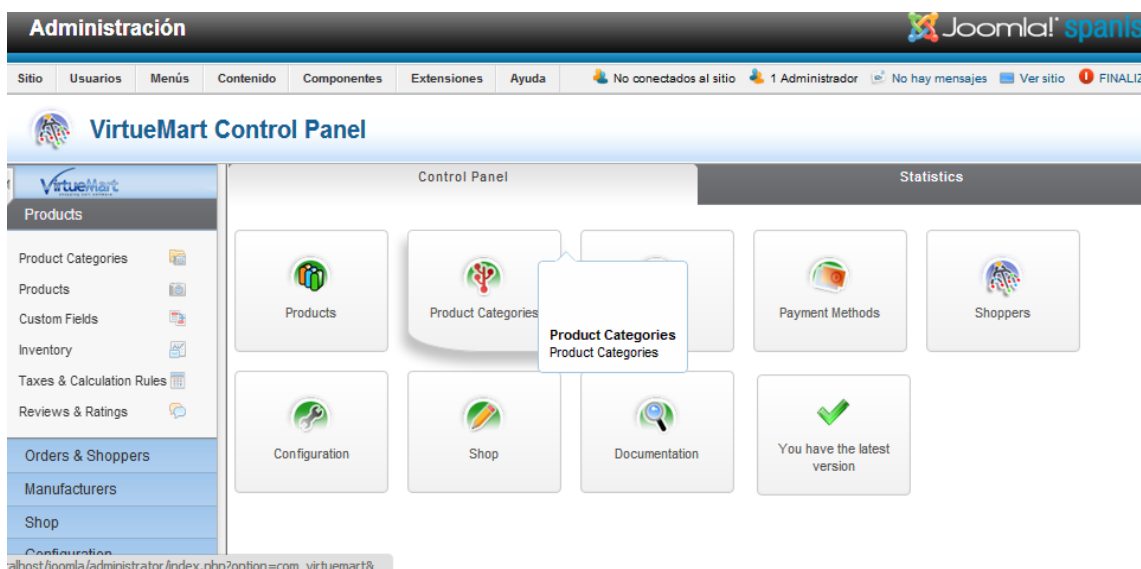 Administración
Joomla! spanis
Sitio Usuarios Menús Contenido Componentes Extensiones Ayuda No conectados al sitio 1 Administrador No hay mensajes Ver sitio FINALIZ
VirtueMart Control Panel
VirtueMart
Control Panel
Statistics
Products
Product Categories
Products
Custom Fields
Inventory
Taxes & Calculation Rules
Reviews & Ratings
Orders & Shoppers
Manufacturers
Shop
Configuration
Products
Product Categories
Payment Methods
Shoppers
Product Categories
Product Categories
Configuration
Shop
Documentation
You have the latest
version
alhost/joomla/administrator/index.php?option=com_virtuemart&